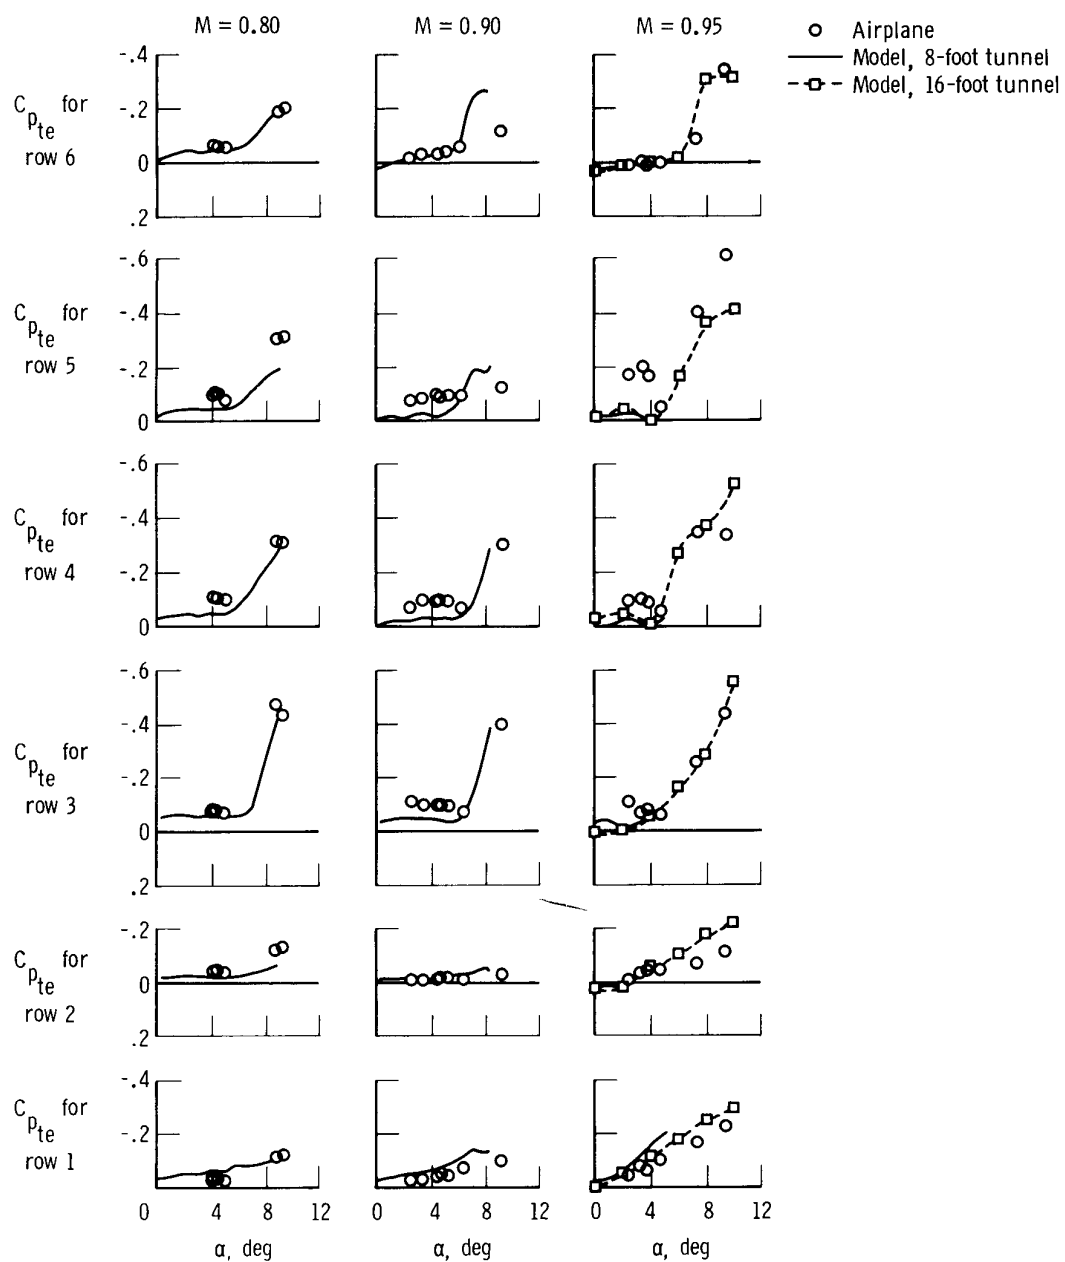 M = 0.80 M = 0.90 M = 0.95
Airplane
Model, 8-foot tunnel
Model, 16-foot tunnel
-.4
-.2
0
.2
C_p_te for
row 6
-.6
-.4
-.2
0
C_p_te for
row 5
-.6
-.4
-.2
0
C_p_te for
row 4
-.6
-.4
-.2
0
.2
C_p_te for
row 3
-.2
0
.2
C_p_te for
row 2
-.4
-.2
C_p_te for
row 1
0 4 8 12 0 4 8 12 0 4 8 12
α, deg α, deg α, deg